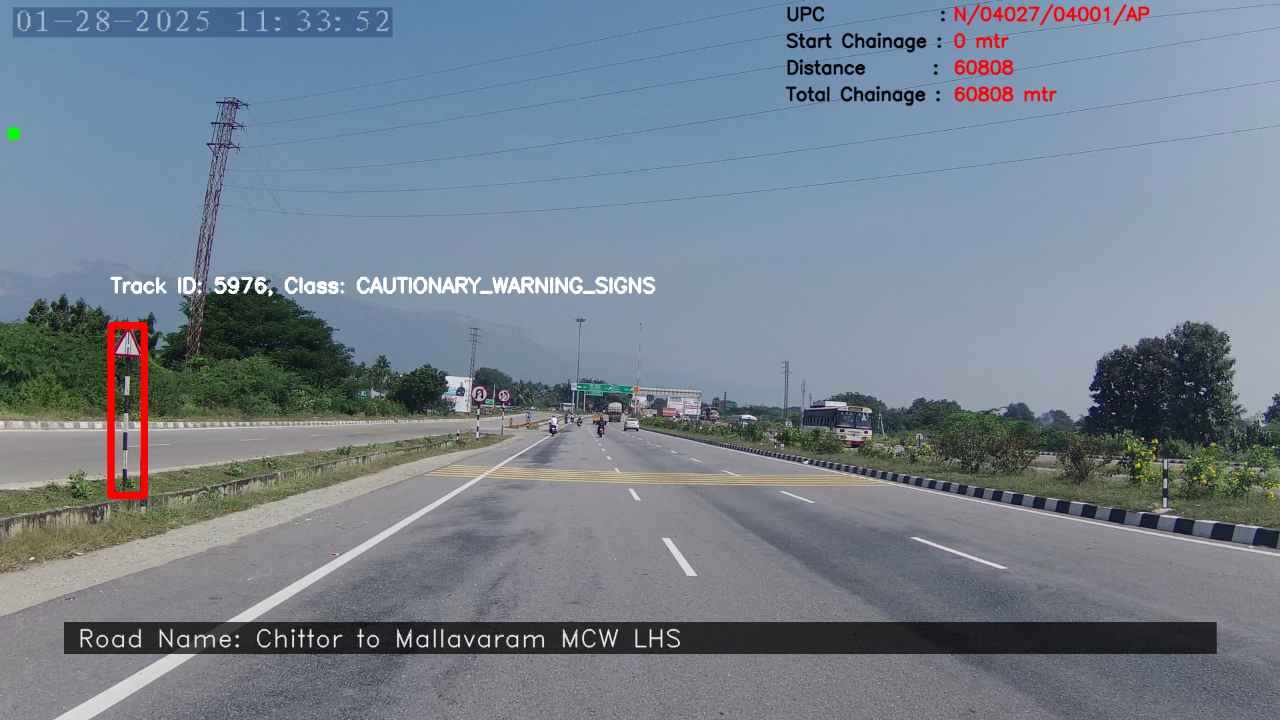 01-28-2025 11:33:52
UPC : N/04027/04001/AP
Start Chainage : 0 mtr
Distance : 60808
Total Chainage : 60808 mtr
Track ID: 5976, Class: CAUTIONARY_WARNING_SIGNS
Road Name: Chittor to Mallavaram MCW LHS